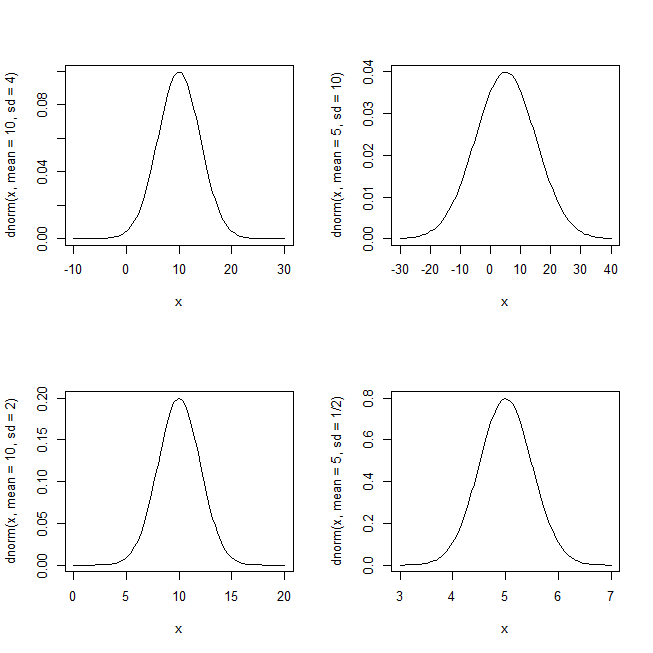 dnorm(x, mean = 10, sd = 4)
0.00 0.04 0.08
-10 0 10 20 30
x
dnorm(x, mean = 5, sd = 10)
0.00 0.01 0.02 0.03 0.04
-30 -20 -10 0 10 20 30 40
x
dnorm(x, mean = 10, sd = 2)
0.00 0.05 0.10 0.15 0.20
0 5 10 15 20
x
dnorm(x, mean = 5, sd = 1/2)
0.0 0.2 0.4 0.6 0.8
3 4 5 6 7
x